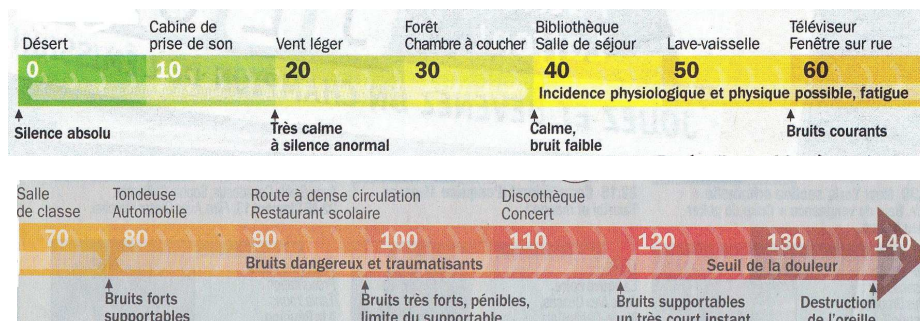 Désert
Cabine de
prise de son
Vent léger
Forêt
Chambre à coucher
Bibliothèque
Salle de séjour
Lave-vaisselle
Téléviseur
Fenêtre sur rue
0 10 20 30 40 50 60
Incidence physiologique et physique possible, fatigue
Silence absolu
Très calme
à silence anormal
Calme,
bruit faible
Bruits courants
Salle
de classe
Tondeuse
Automobile
Route à dense circulation
Restaurant scolaire
Discothèque
Concert
70 80 90 100 110 120 130 140
Bruits dangereux et traumatisants
Seuil de la douleur
Bruits forts
supportables
Bruits très forts, pénibles,
limite du supportable
Bruits supportables
un très court instant
Destruction
de l'oreille